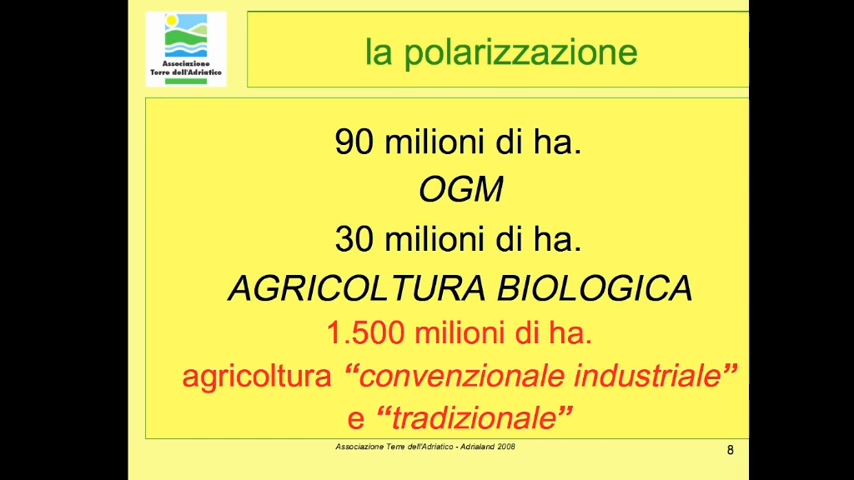 Associazione
Terre dell'Adriatico
la polarizzazione
90 milioni di ha.
OGM
30 milioni di ha.
AGRICOLTURA BIOLOGICA
1.500 milioni di ha.
agricoltura “convenzionale industriale”
e “tradizionale”
Associazione Terre dell'Adriatico - Adrialand 2008
8